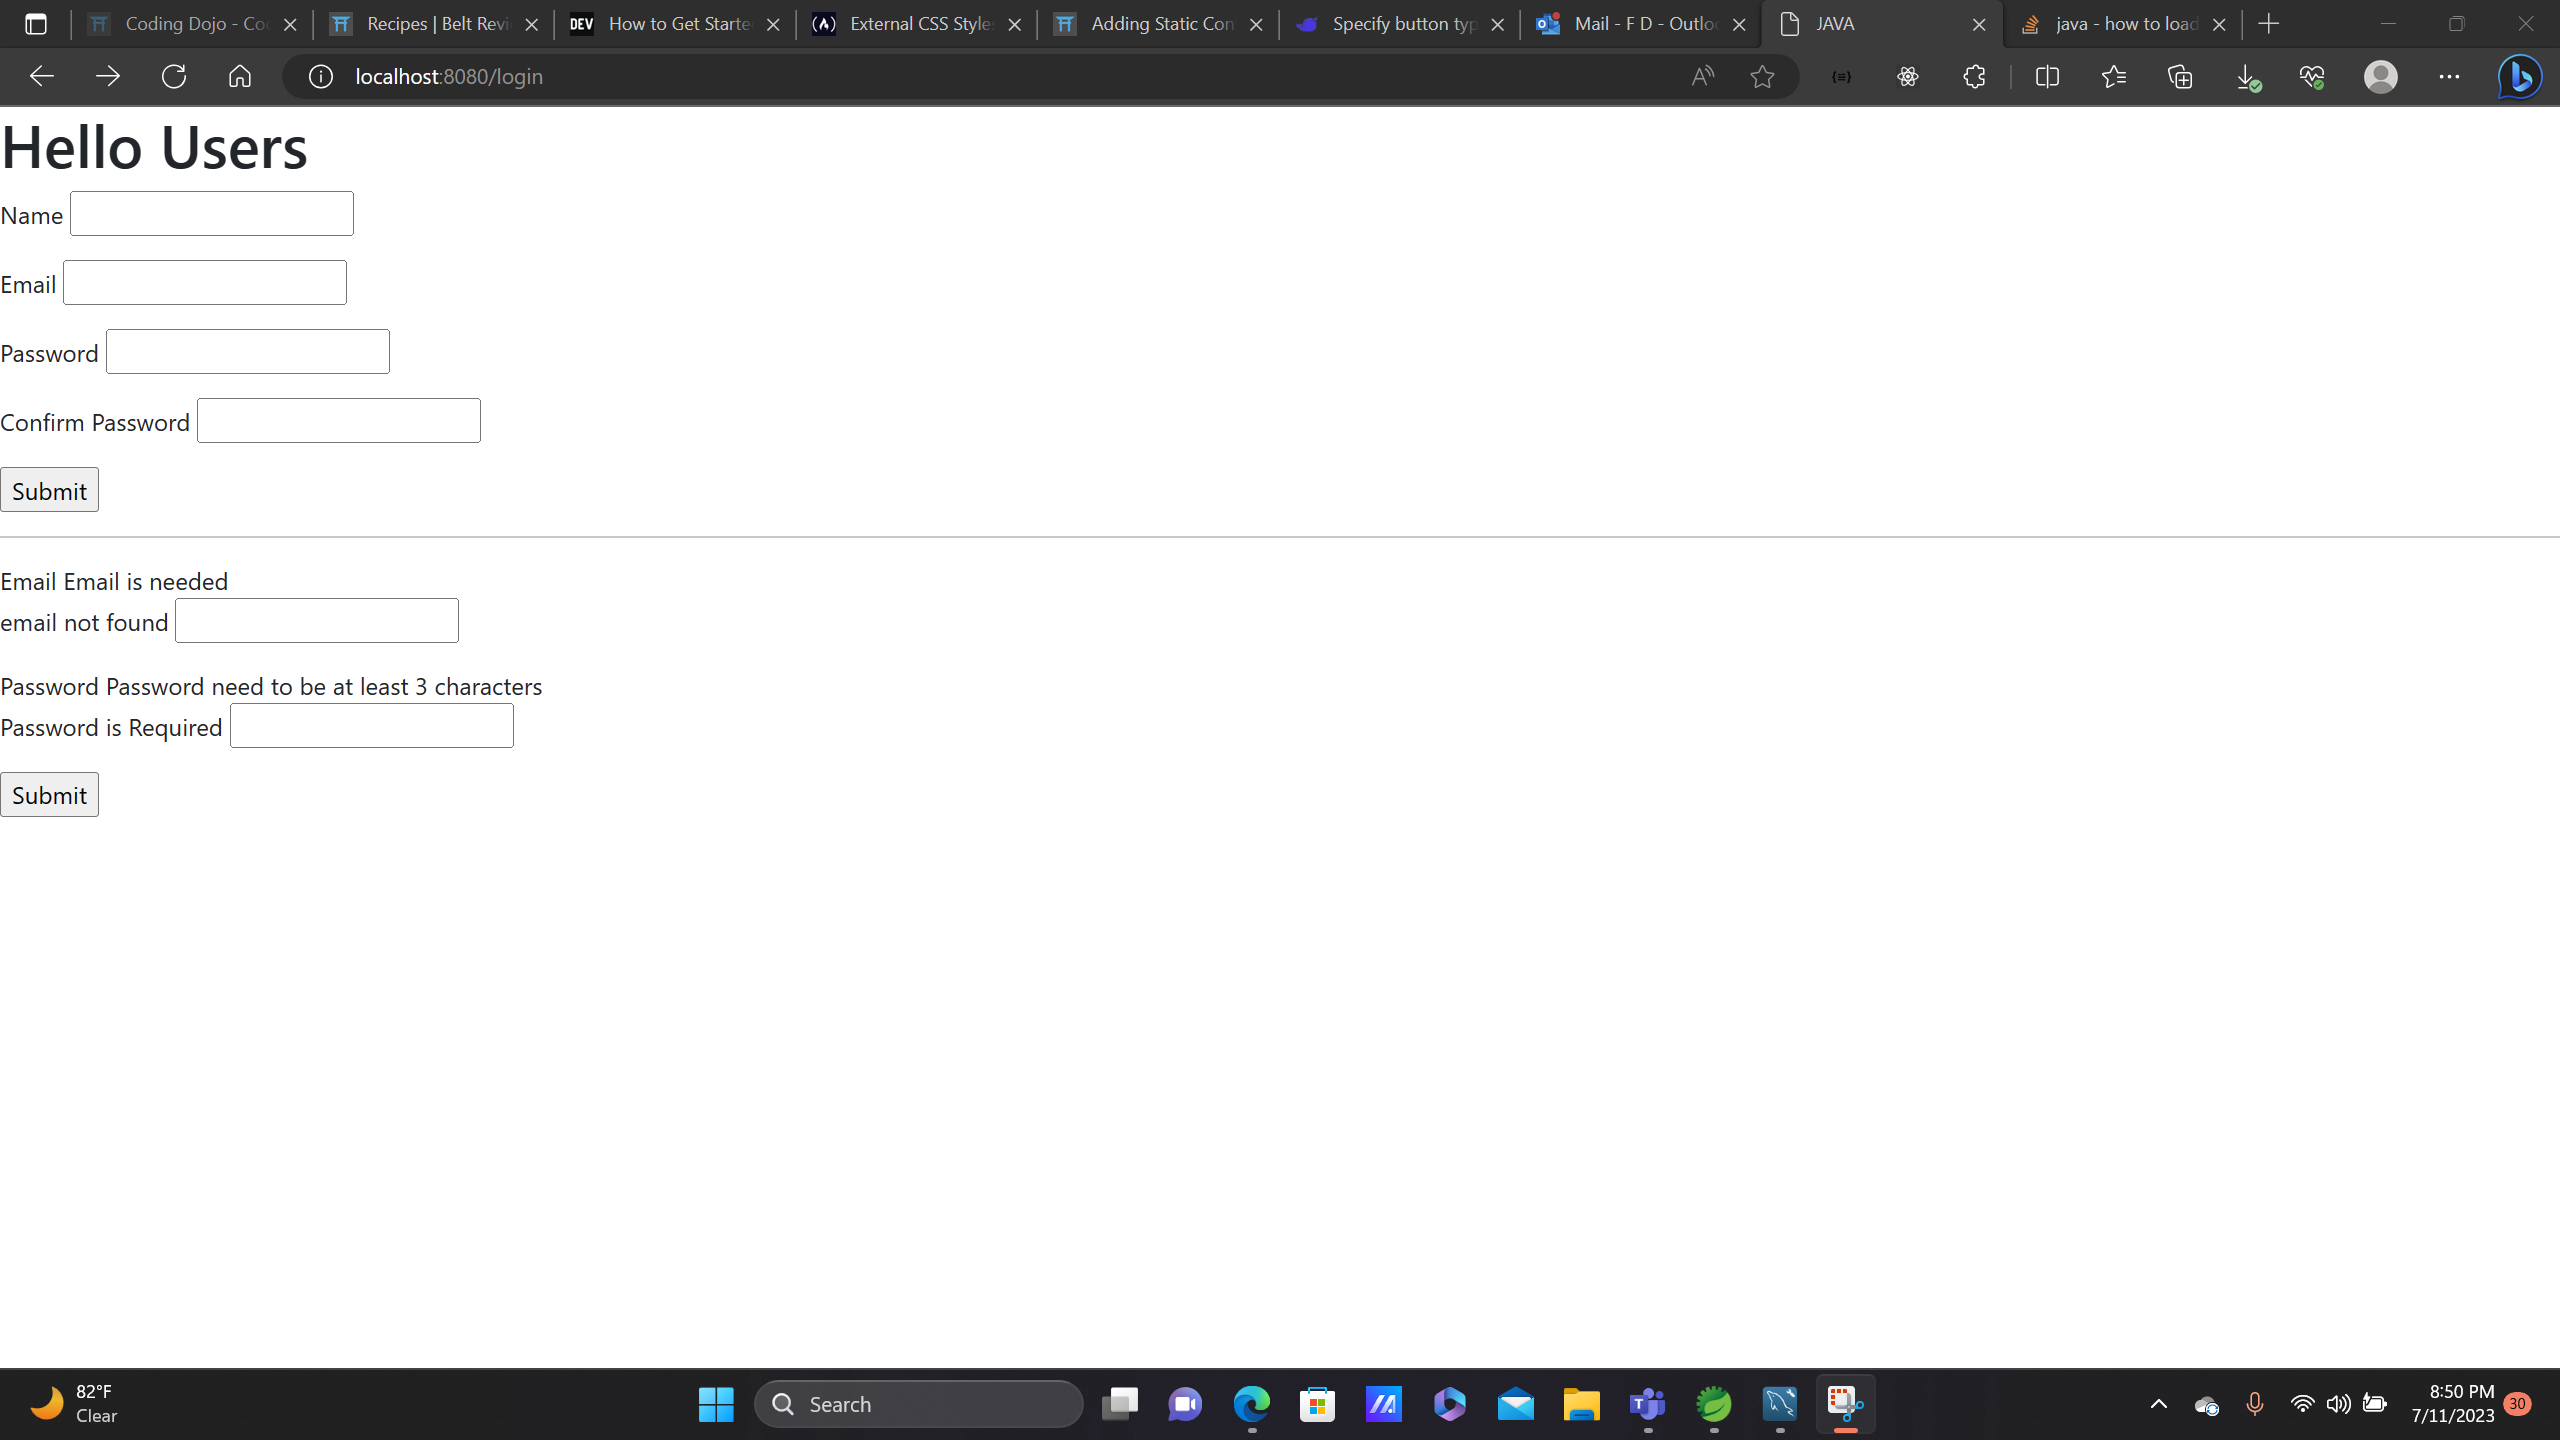 Coding Dojo - Co
Recipes | Belt Revi
DEV How to Get Starte
External CSS Style
Adding Static Con
Specify button typ
Mail - F D - Outlo
JAVA
java - how to load
localhost:8080/login
Hello Users
Name
Email
Password
Confirm Password
Submit
Email Email is needed
email not found
Password Password need to be at least 3 characters
Password is Required
Submit
82°F
Clear
Search
8:50 PM
7/11/2023
30